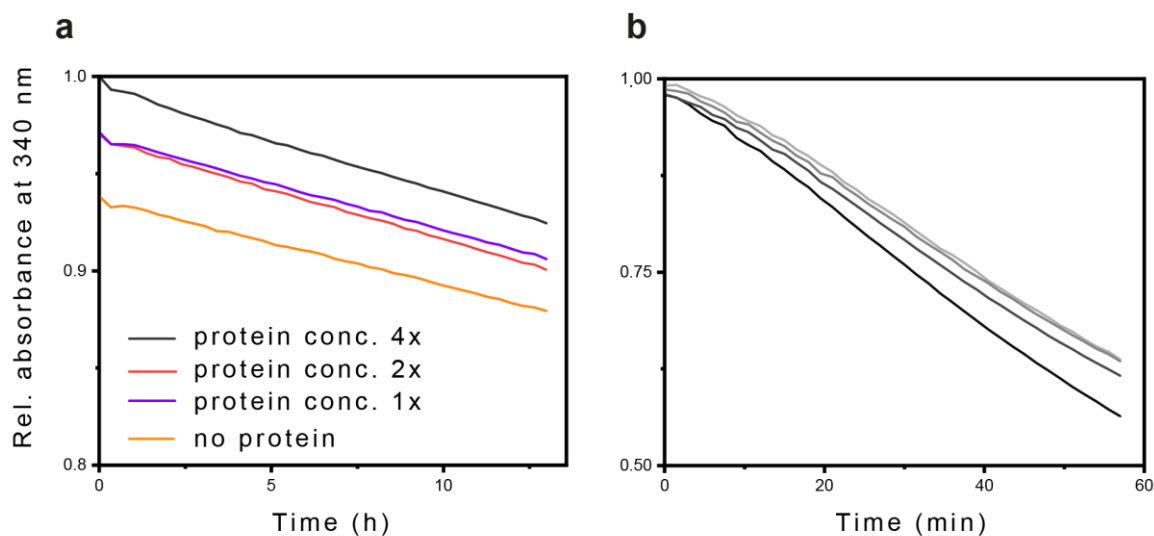 a
b
Rel. absorbance at 340 nm
1.0
0.9
0.8
protein conc. 4x
protein conc. 2x
protein conc. 1x
no protein
0
5
10
Time (h)
1.00
0.75
0.50
0
20
40
60
Time (min)